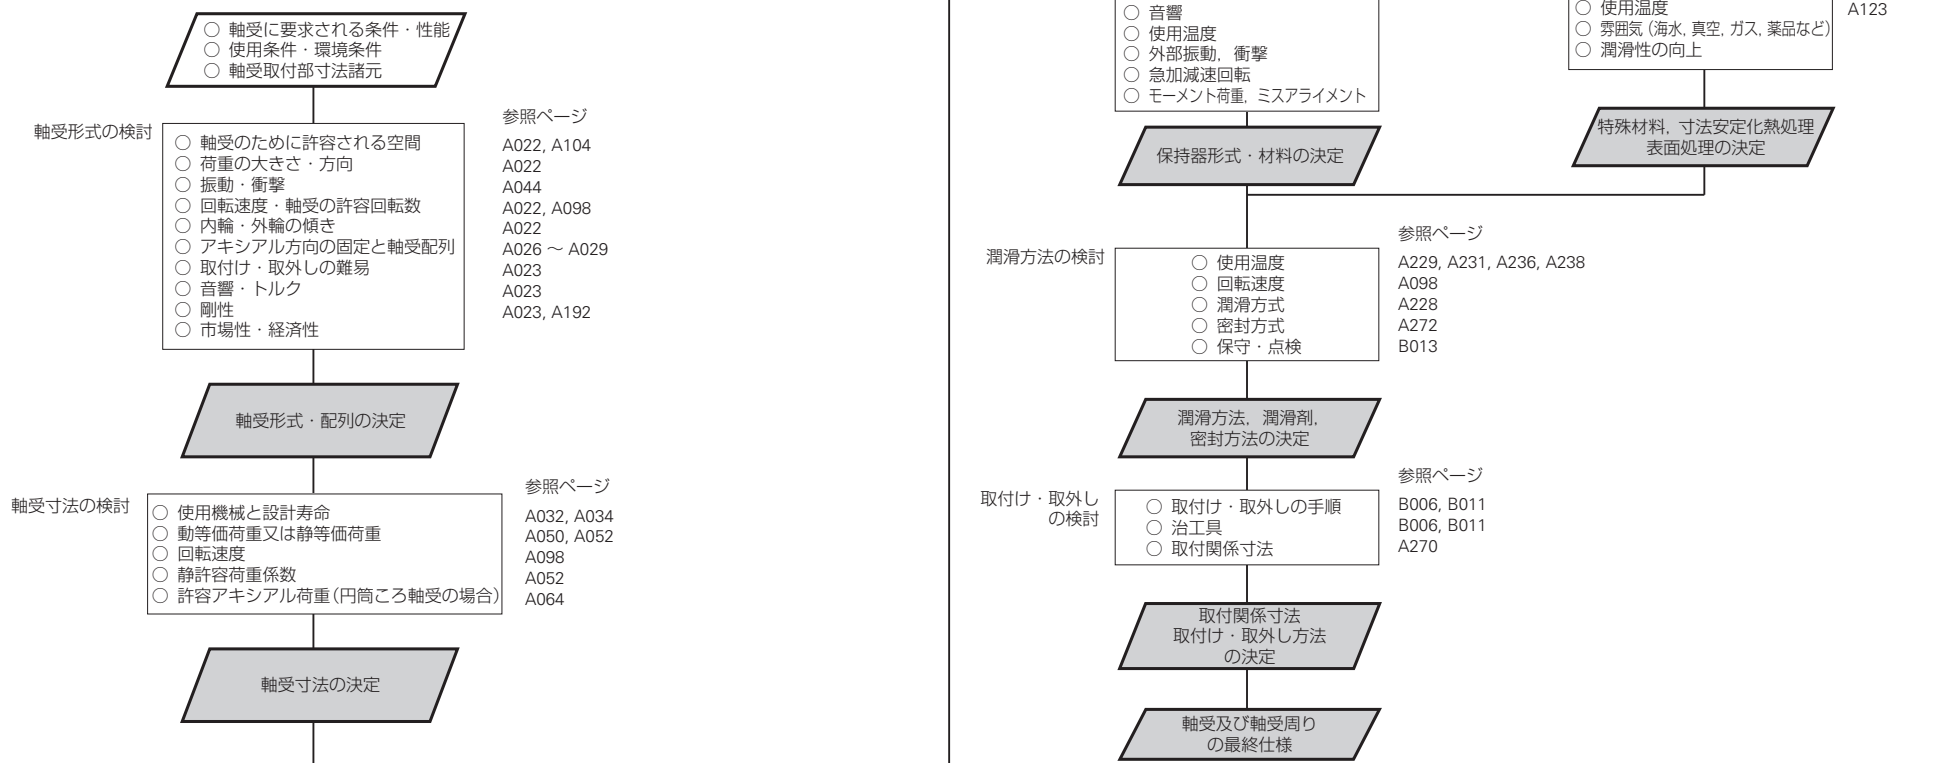 ○ 軸受に要求される条件・性能
○ 使用条件・環境条件
○ 軸受取付部寸法諸元
軸受形式の検討
参照ページ
○ 軸受のために許容される空間 A022, A104
○ 荷重の大きさ・方向 A022
○ 振動・衝撃 A044
○ 回転速度・軸受の許容回転数 A022, A098
○ 内輪・外輪の傾き A022
○ アキシアル方向の固定と軸受配列 A026 ～ A029
○ 取付け・取外しの難易 A023
○ 音響・トルク A023
○ 剛性 A023, A192
○ 市場性・経済性
軸受形式・配列の決定
軸受寸法の検討
参照ページ
○ 使用機械と設計寿命 A032, A034
○ 動等価荷重又は静等価荷重 A050, A052
○ 回転速度 A098
○ 静許容荷重係数 A052
○ 許容アキシアル荷重(円筒ころ軸受の場合) A064
軸受寸法の決定
○ 音響
○ 使用温度
○ 外部振動, 衝撃
○ 急加減速回転
○ モーメント荷重, ミスアライメント
保持器形式・材料の決定
○ 使用温度 A123
○ 雰囲気 (海水, 真空, ガス, 薬品など)
○ 潤滑性の向上
特殊材料, 寸法安定化熱処理
表面処理の決定
潤滑方法の検討
参照ページ
○ 使用温度 A229, A231, A236, A238
○ 回転速度 A098
○ 潤滑方式 A228
○ 密封方式 A272
○ 保守・点検 B013
潤滑方法, 潤滑剤,
密封方法の決定
取付け・取外し
の検討
参照ページ
○ 取付け・取外しの手順 B006, B011
○ 治工具 B006, B011
○ 取付関係寸法 A270
取付関係寸法
取付け・取外し方法
の決定
軸受及び軸受周り
の最終仕様